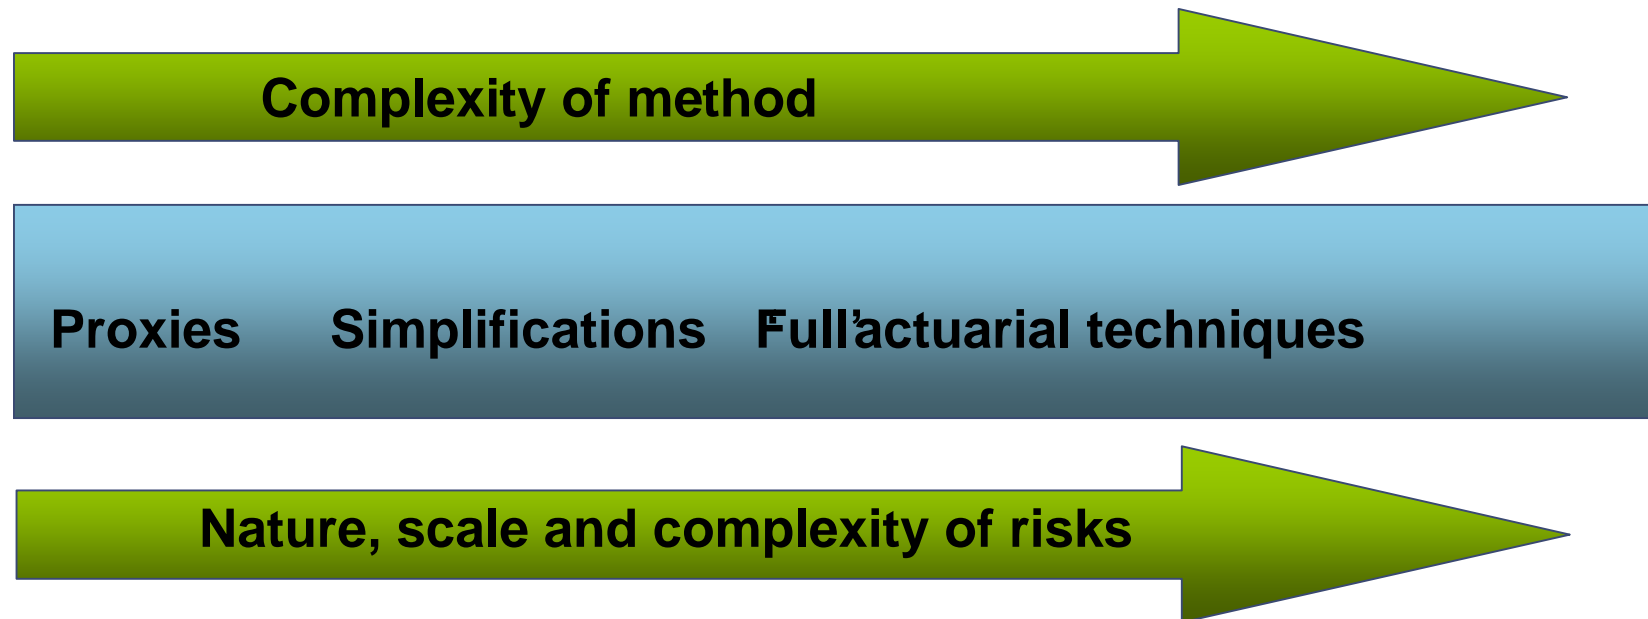 Complexity of method
Proxies Simplifications “Full” actuarial techniques
Nature, scale and complexity of risks